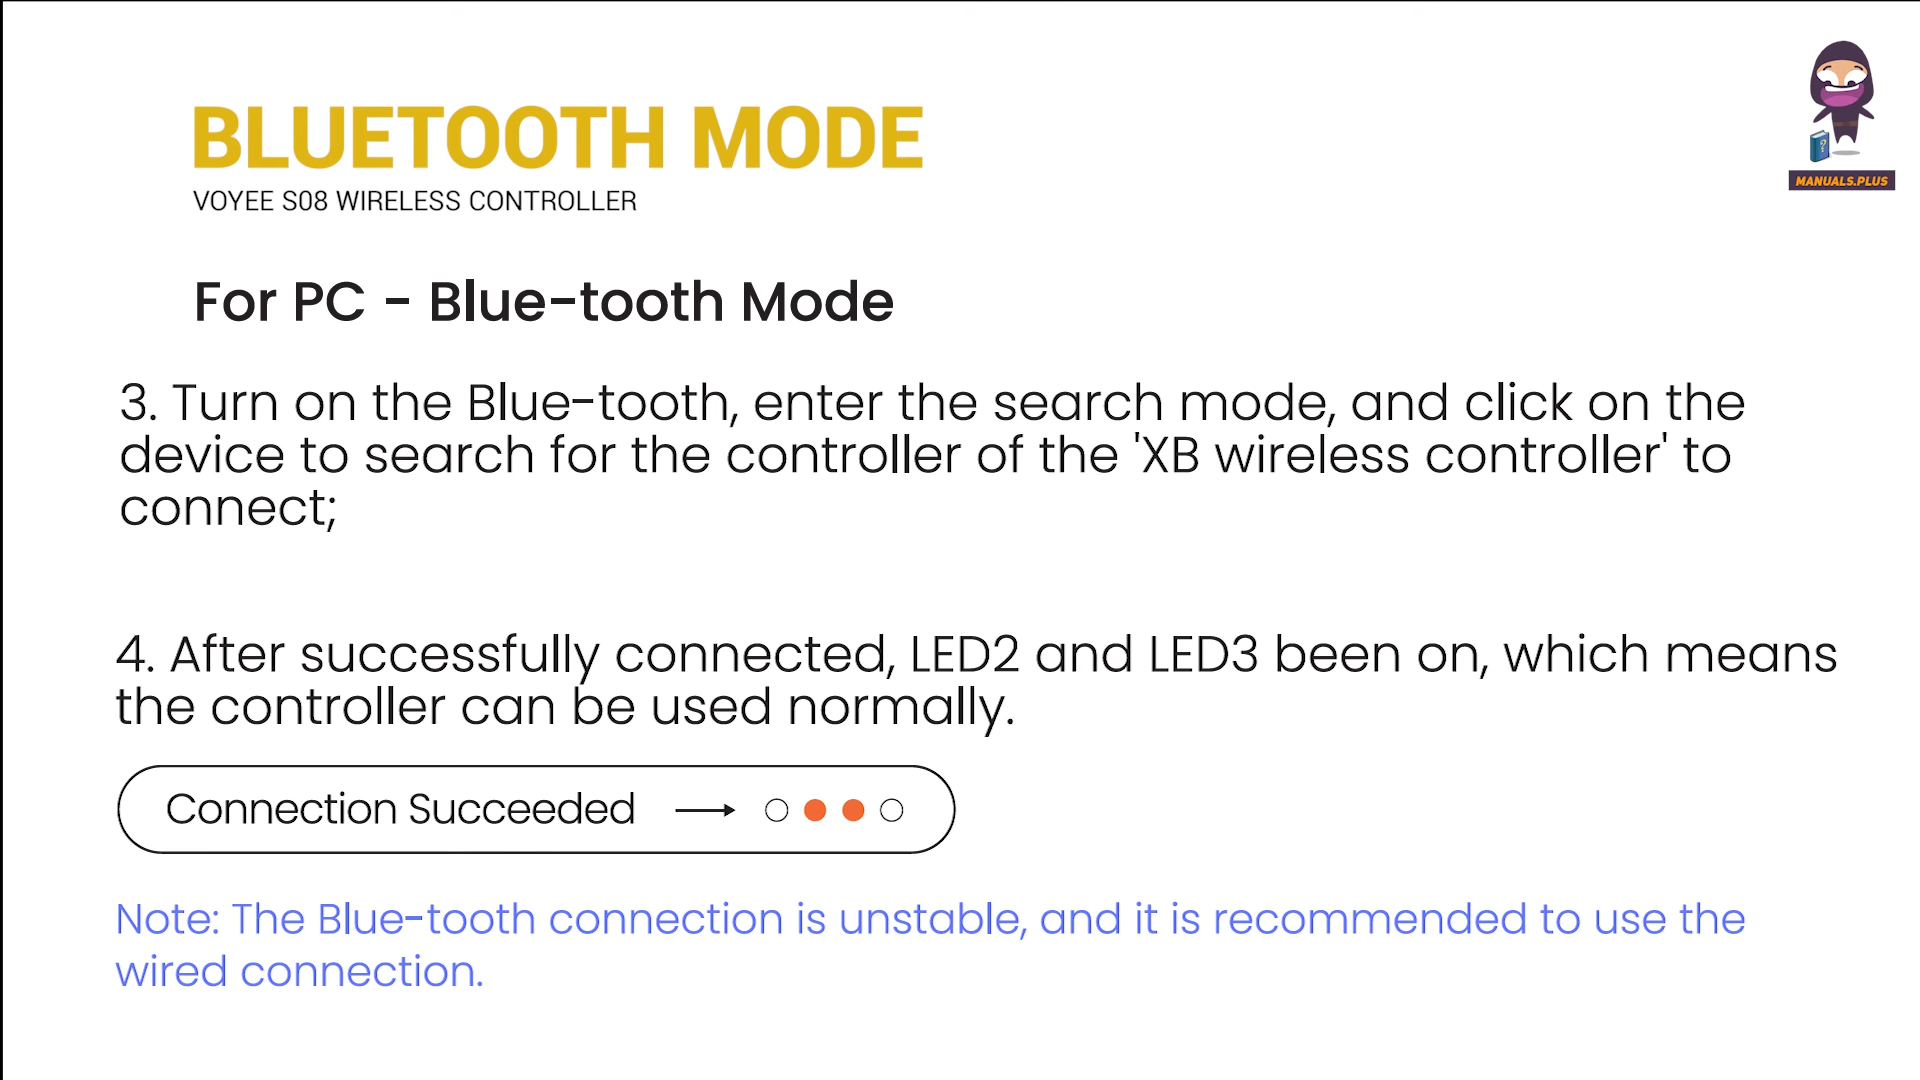 BLUETOOTH MODE
VOYEE S08 WIRELESS CONTROLLER
MANUALS.PLUS
For PC - Blue-tooth Mode
3. Turn on the Blue-tooth, enter the search mode, and click on the
device to search for the controller of the 'XB wireless controller' to
connect;
4. After successfully connected, LED2 and LED3 been on, which means
the controller can be used normally.
Connection Succeeded
Note: The Blue-tooth connection is unstable, and it is recommended to use the
wired connection.